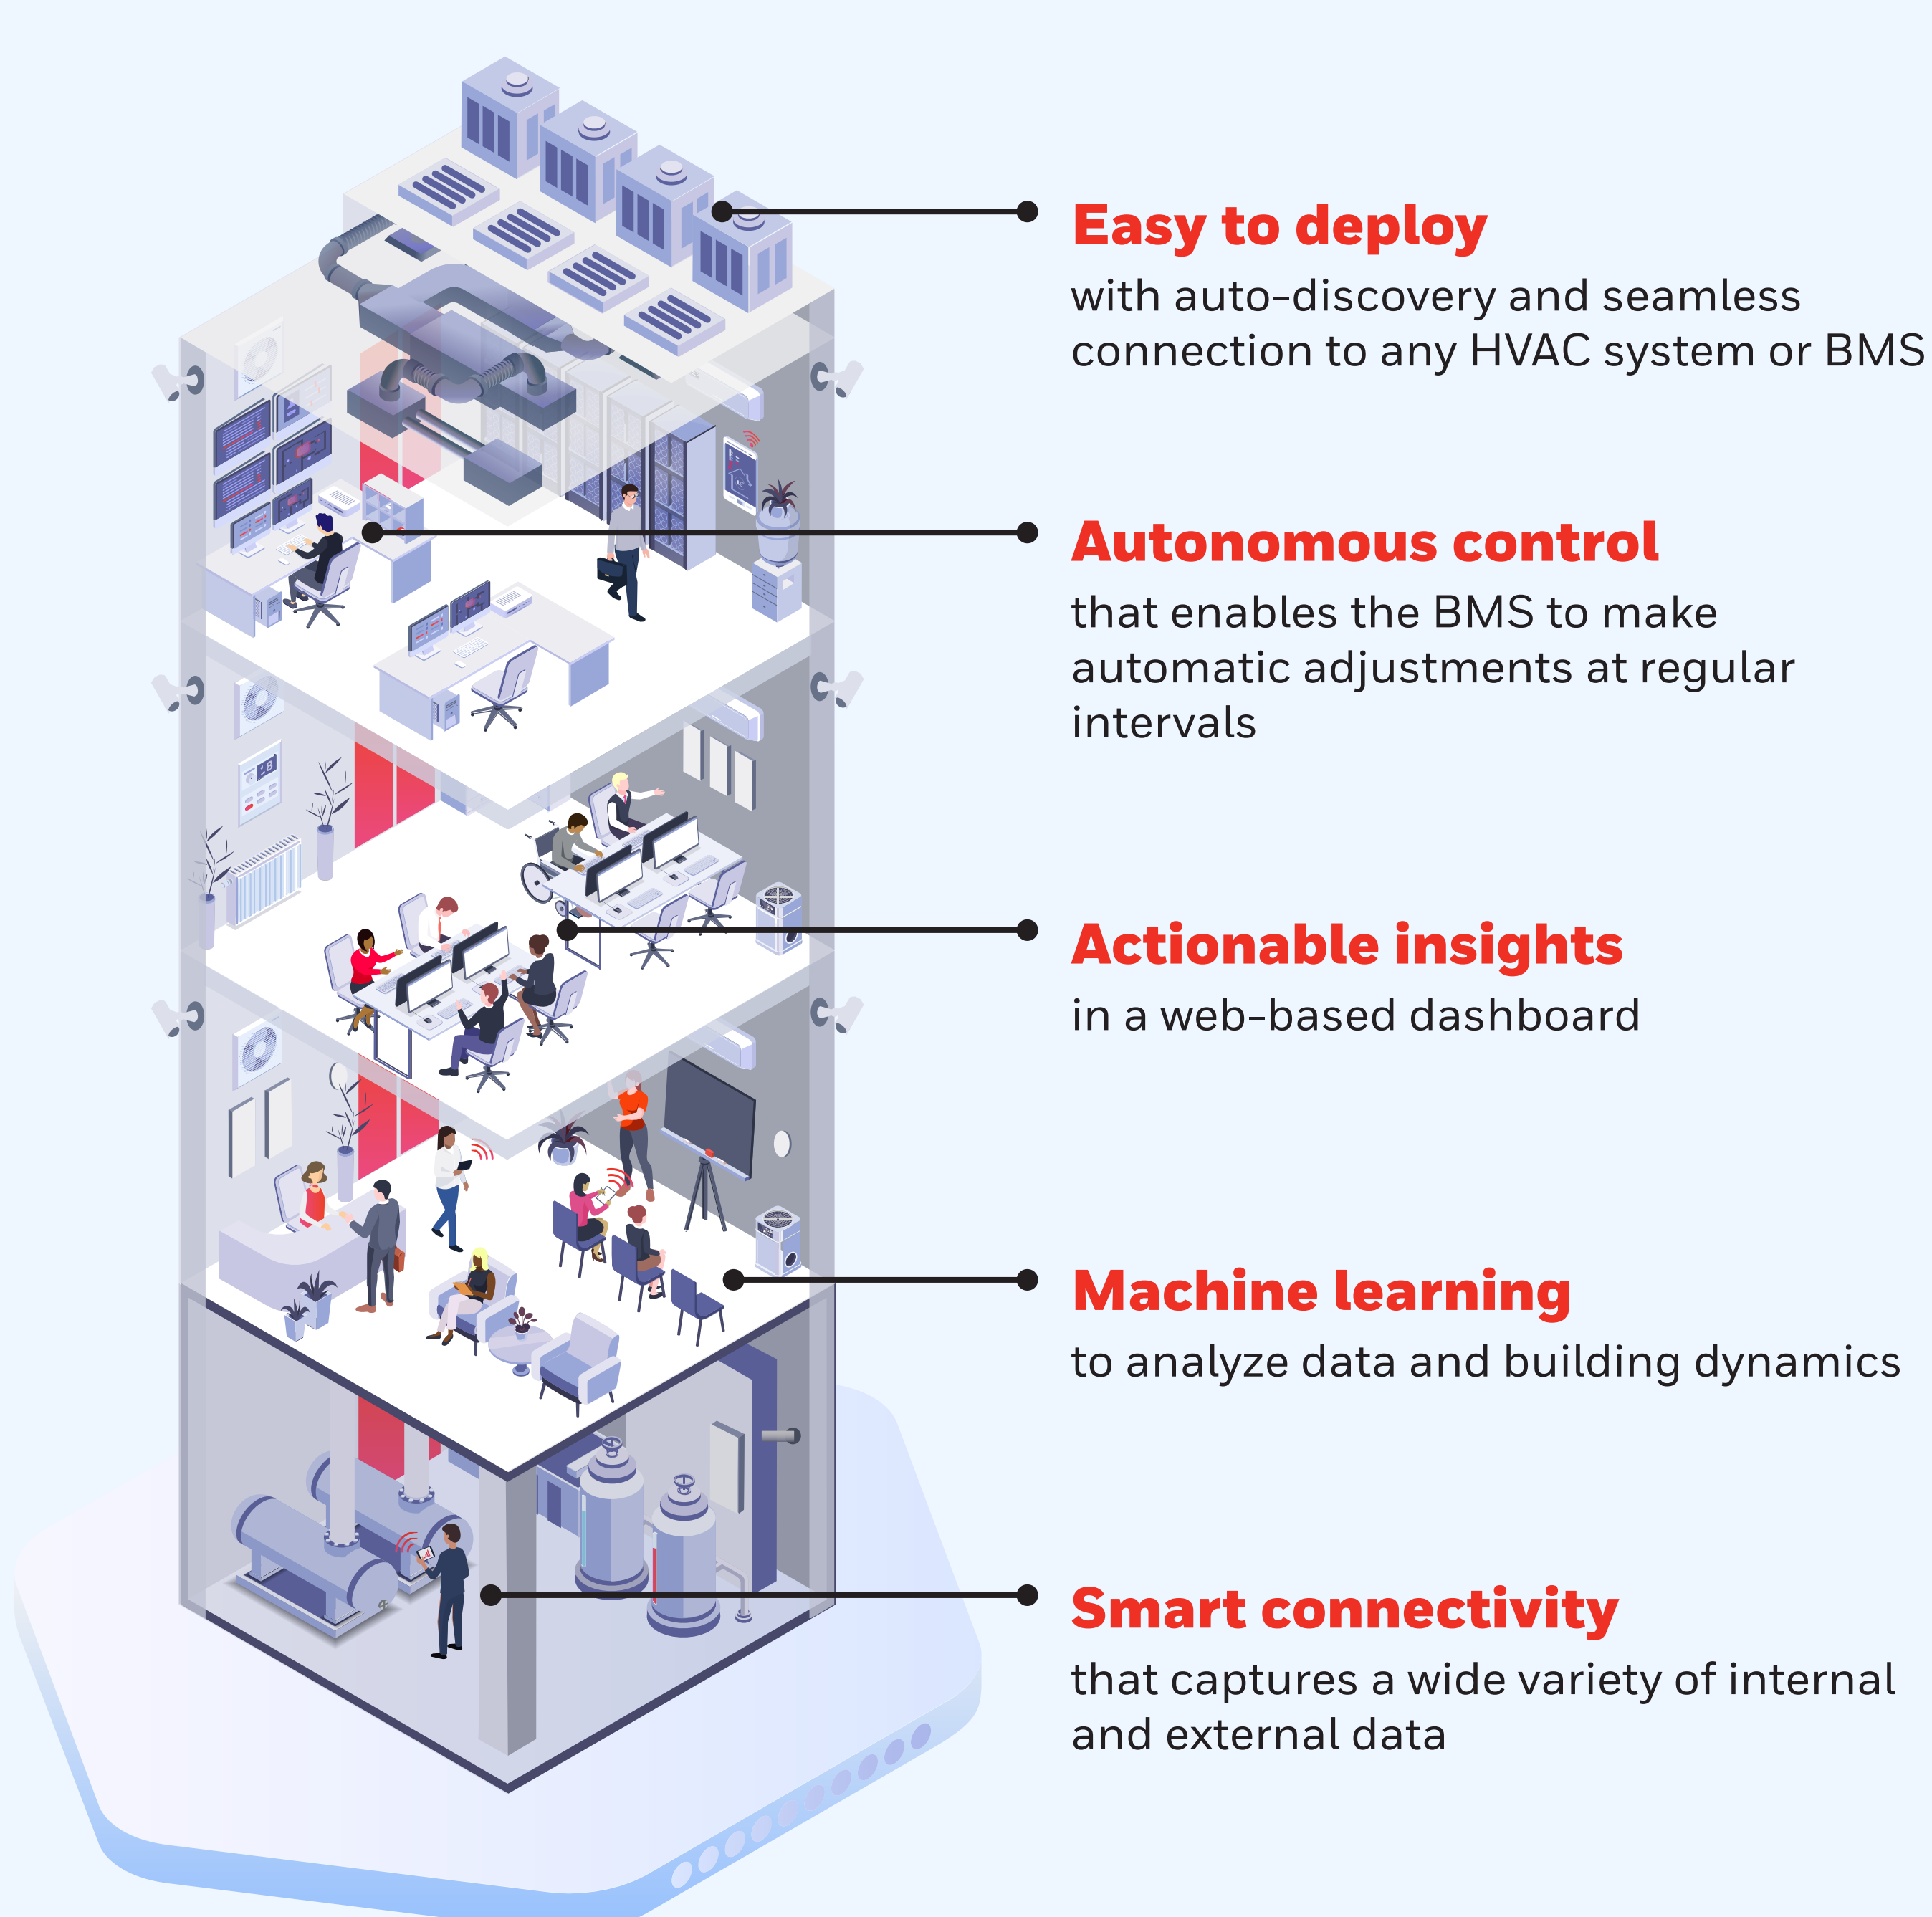 Easy to deploy
with auto-discovery and seamless
connection to any HVAC system or BMS
Autonomous control
that enables the BMS to make
automatic adjustments at regular
intervals
Actionable insights
in a web-based dashboard
Machine learning
to analyze data and building dynamics
Smart connectivity
that captures a wide variety of internal
and external data